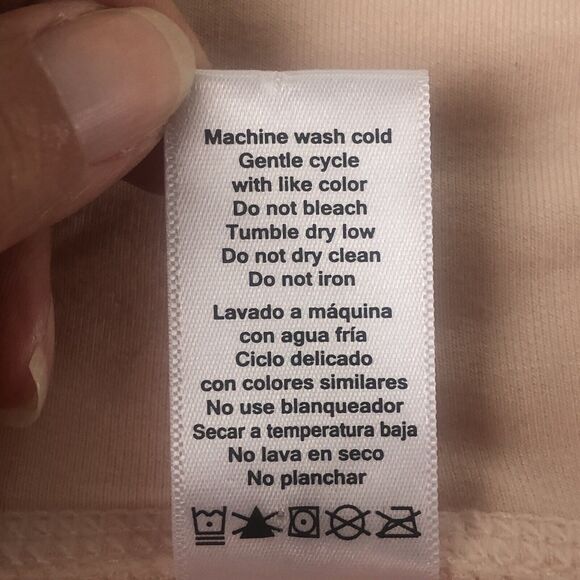 Machine wash cold
Gentle cycle
with like color
Do not bleach
Tumble dry low
Do not dry clean
Do not iron
Lavado a máquina
con agua fría
Ciclo delicado
con colores similares
No use blanqueador
Secar a temperatura baja
No lava en seco
No planchar